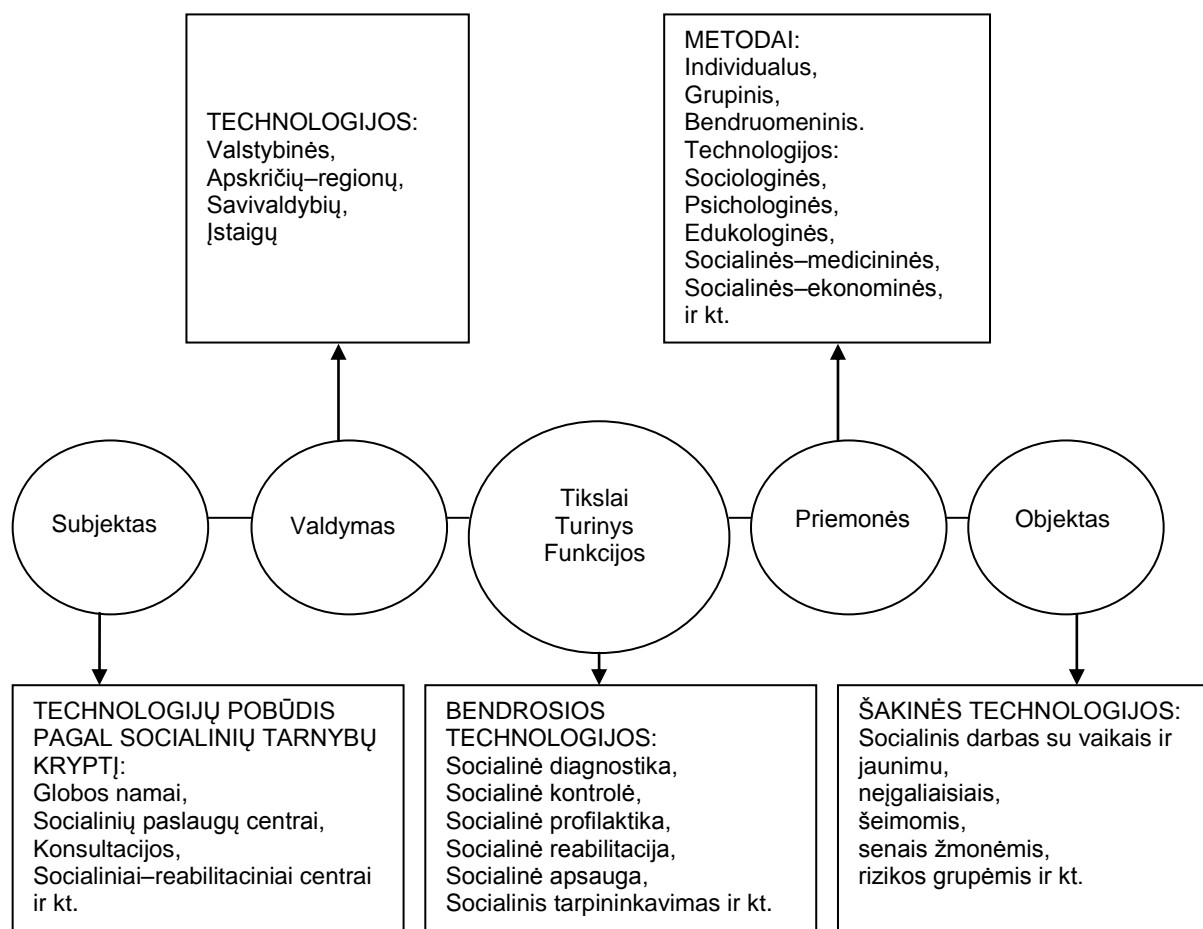 TECHNOLOGIJOS:
Valstybinės,
Apskričių–regionų,
Savivaldybių,
Įstaigų
METODAI:
Individualus,
Grupinis,
Bendruomeninis.
Technologijos:
Sociologinės,
Psichologinės,
Edukologinės,
Socialinės–medicininės,
Socialinės–ekonominės,
ir kt.
Subjektas
Valdymas
Tikslai
Turinys
Funkcijos
Priemonės
Objektas
TECHNOLOGIJŲ POBŪDIS
PAGAL SOCIALINIŲ TARNYBŲ
KRYPTĮ:
Globos namai,
Socialinių paslaugų centrai,
Konsultacijos,
Socialiniai–reabilitaciniai centrai
ir kt.
BENDROSIOS
TECHNOLOGIJOS:
Socialinė diagnostika,
Socialinė kontrolė,
Socialinė profilaktika,
Socialinė reabilitacija,
Socialinė apsauga,
Socialinis tarpininkavimas ir kt.
ŠAKINĖS TECHNOLOGIJOS:
Socialinis darbas su vaikais ir
jaunimu,
neįgaliaisiais,
šeimomis,
senais žmonėmis,
rizikos grupėmis ir kt.